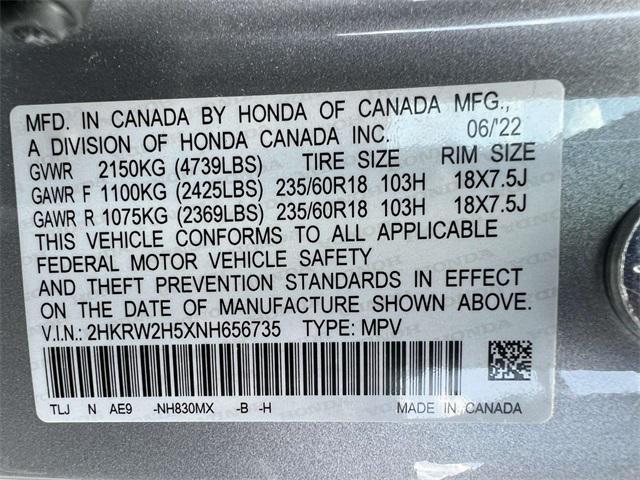 MFD. IN CANADA BY HONDA OF CANADA MFG.,
A DIVISION OF HONDA CANADA INC. 06/'22
GVWR 2150KG (4739LBS) TIRE SIZE RIM SIZE
GAWR F 1100KG (2425LBS) 235/60R18 103H 18X7.5J
GAWR R 1075KG (2369LBS) 235/60R18 103H 18X7.5J
THIS VEHICLE CONFORMS TO ALL APPLICABLE
FEDERAL MOTOR VEHICLE SAFETY
AND THEFT PREVENTION STANDARDS IN EFFECT
ON THE DATE OF MANUFACTURE SHOWN ABOVE.
V.I.N.: 2HKRW2H5XNH656735 TYPE: MPV
TLJ N AE9 -NH830MX -B -H MADE IN CANADA